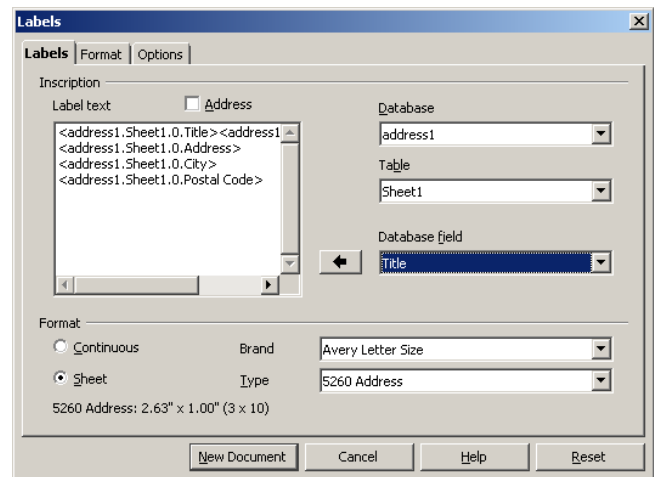 Labels
Labels Format Options
Inscription
Label text Address
<address1.Sheet1.0.Title><address1
<address1.Sheet1.0.Address>
<address1.Sheet1.0.City>
<address1.Sheet1.0.Postal Code>
Database
address1
Table
Sheet1
Database field
Title
Format
Continuous Brand Avery Letter Size
Sheet Type 5260 Address
5260 Address: 2.63" x 1.00" (3 x 10)
New Document Cancel Help Reset